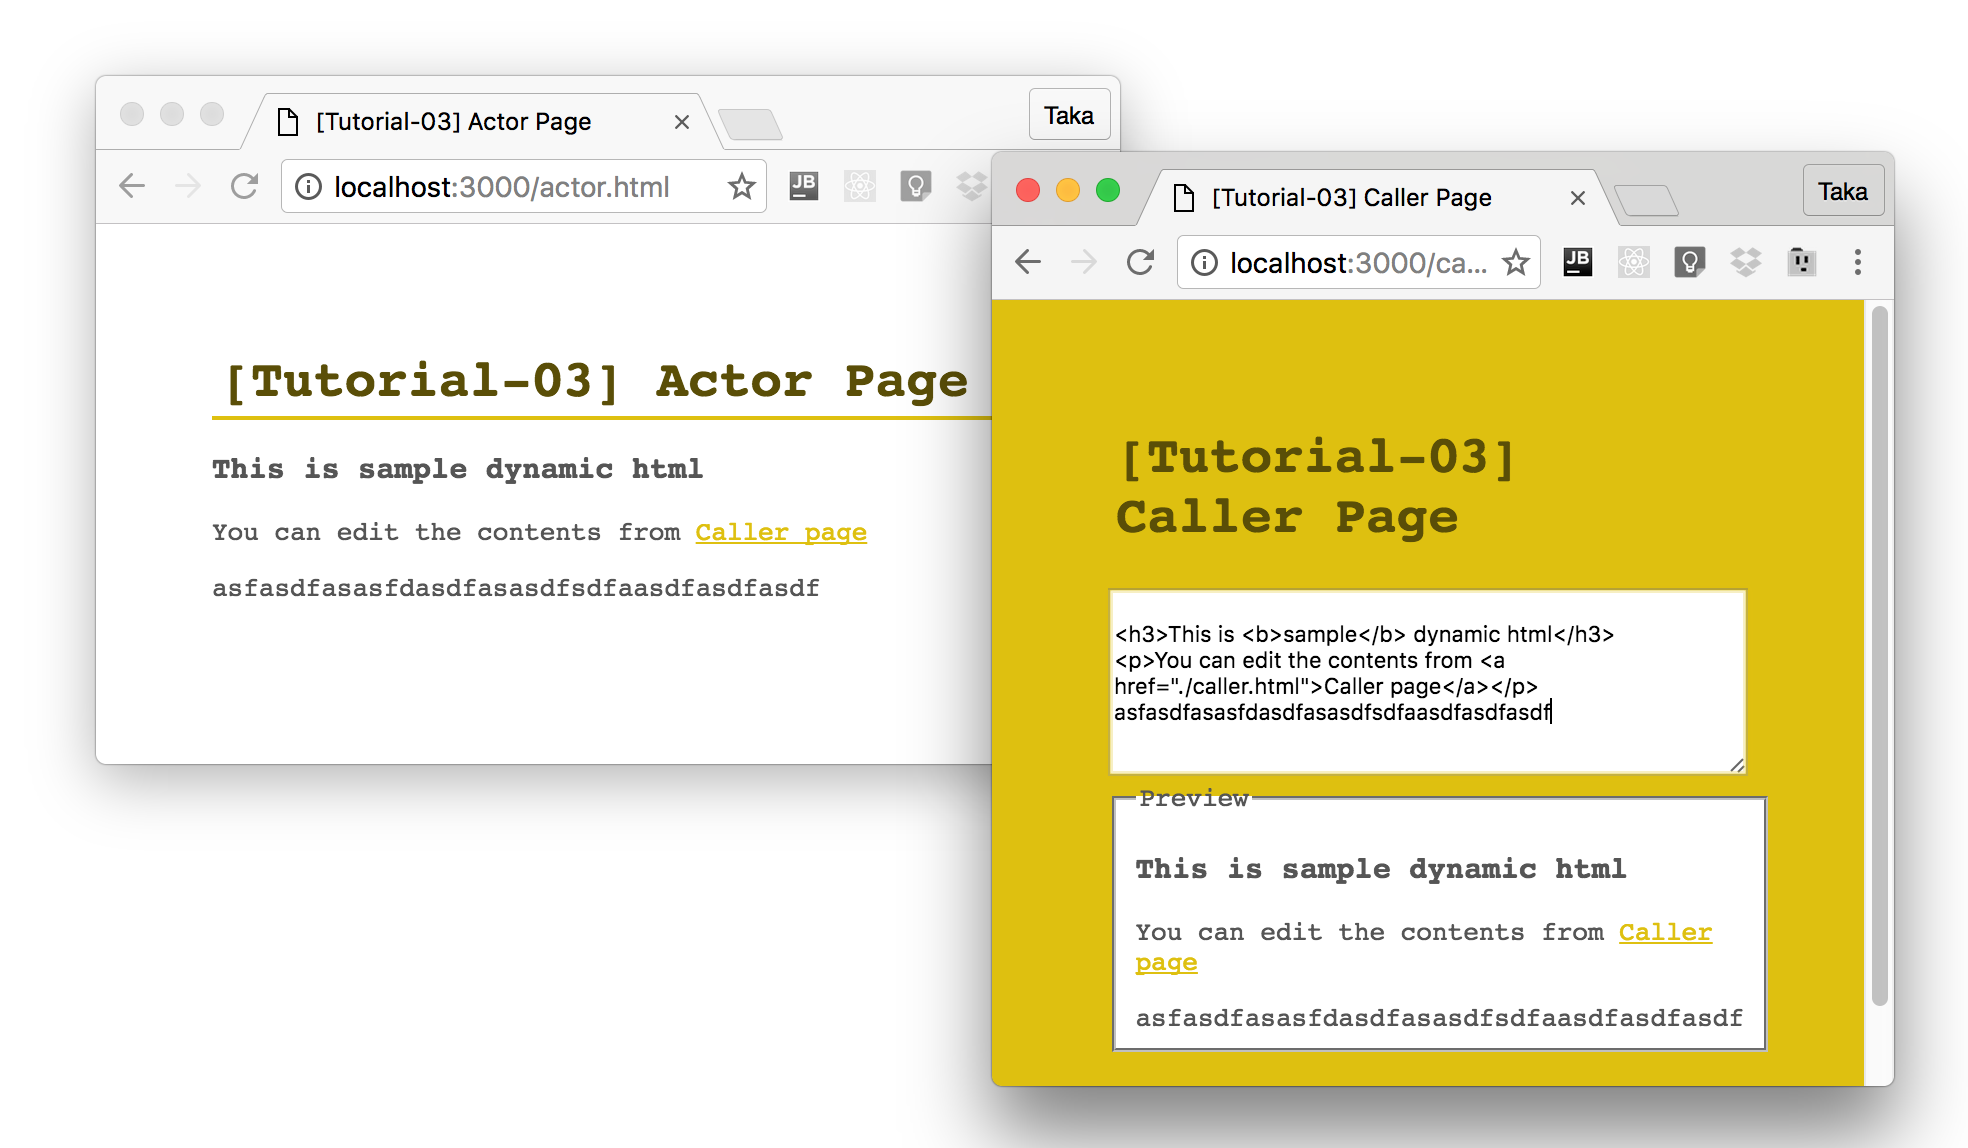 [Tutorial-03] Actor Page
Taka
localhost:3000/actor.html
JB
[Tutorial-03] Actor Page
This is sample dynamic html
You can edit the contents from Caller page
asfasdfasasfdasdfasasdfsdfaasdfasdfasdf
[Tutorial-03] Caller Page
Taka
localhost:3000/ca...
JB
[Tutorial-03]
Caller Page
<h3>This is <b>sample</b> dynamic html</h3>
<p>You can edit the contents from <a
href="./caller.html">Caller page</a></p>
asfasdfasasfdasdfasasdfsdfaasdfasdfasdf
Preview
This is sample dynamic html
You can edit the contents from Caller
page
asfasdfasasfdasdfasasdfsdfaasdfasdfasdf